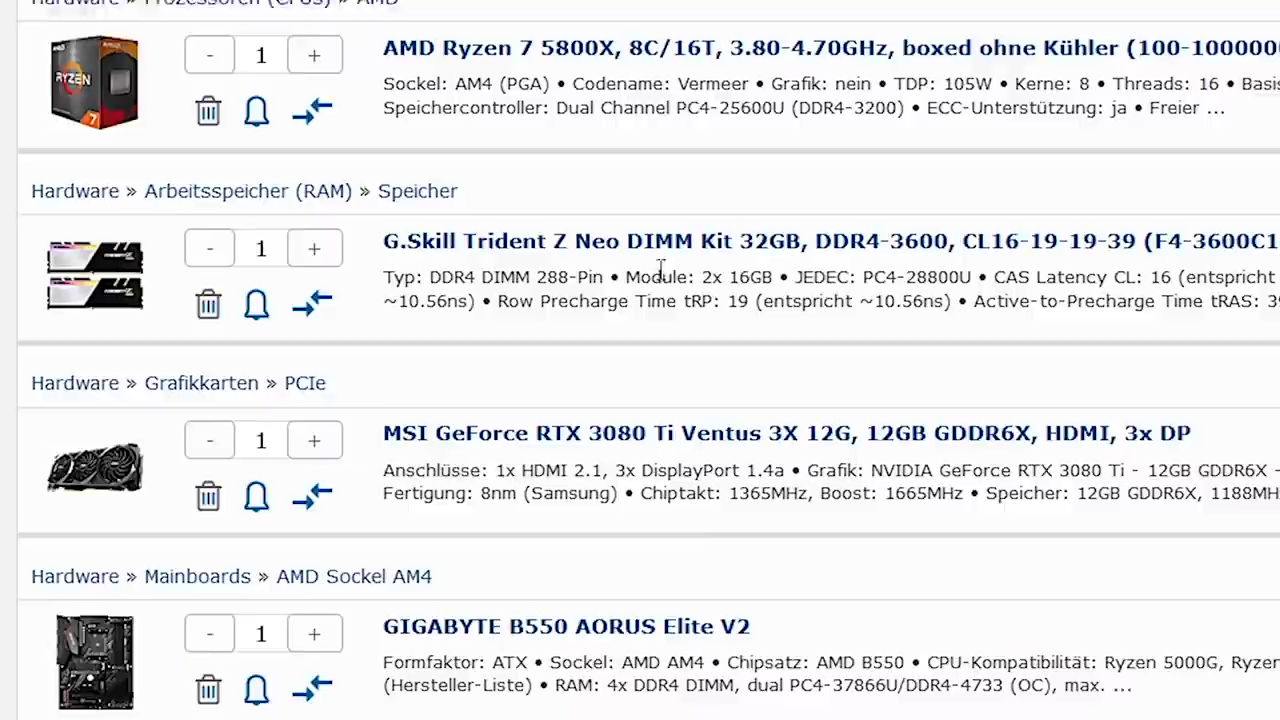 Hardware » Prozessoren (CPUs) » AMD
- 1 +
AMD Ryzen 7 5800X, 8C/16T, 3.80-4.70GHz, boxed ohne Kühler (100-1000000
Sockel: AM4 (PGA) • Codename: Vermeer • Grafik: nein • TDP: 105W • Kerne: 8 • Threads: 16 • Basis
Speichercontroller: Dual Channel PC4-25600U (DDR4-3200) • ECC-Unterstützung: ja • Freier ...
RYZEN
7
Hardware » Arbeitsspeicher (RAM) » Speicher
- 1 +
G.Skill Trident Z Neo DIMM Kit 32GB, DDR4-3600, CL16-19-19-39 (F4-3600C1
Typ: DDR4 DIMM 288-Pin • Module: 2x 16GB • JEDEC: PC4-28800U • CAS Latency CL: 16 (entspricht
~10.56ns) • Row Precharge Time tRP: 19 (entspricht ~10.56ns) • Active-to-Precharge Time tRAS: 39
Hardware » Grafikkarten » PCIe
- 1 +
MSI GeForce RTX 3080 Ti Ventus 3X 12G, 12GB GDDR6X, HDMI, 3x DP
Anschlüsse: 1x HDMI 2.1, 3x DisplayPort 1.4a • Grafik: NVIDIA GeForce RTX 3080 Ti - 12GB GDDR6X -
Fertigung: 8nm (Samsung) • Chiptakt: 1365MHz, Boost: 1665MHz • Speicher: 12GB GDDR6X, 1188MH
Hardware » Mainboards » AMD Sockel AM4
- 1 +
GIGABYTE B550 AORUS Elite V2
Formfaktor: ATX • Sockel: AMD AM4 • Chipsatz: AMD B550 • CPU-Kompatibilität: Ryzen 5000G, Ryzen
(Hersteller-Liste) • RAM: 4x DDR4 DIMM, dual PC4-37866U/DDR4-4733 (OC), max. ...